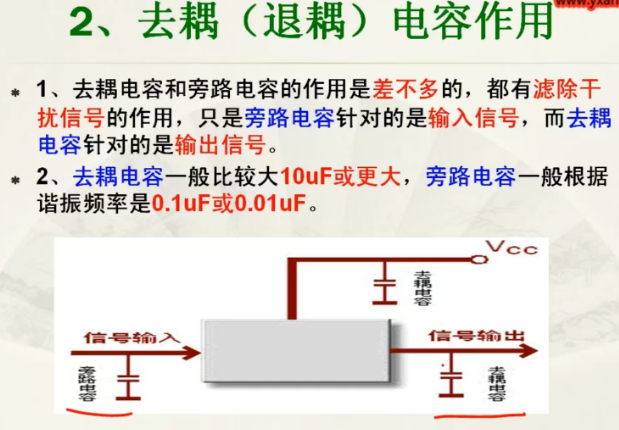 2、去耦（退耦）电容作用
* 1、去耦电容和旁路电容的作用是差不多的，都有滤除干
扰信号的作用，只是旁路电容针对的是输入信号，而去耦
电容针对的是输出信号。
* 2、去耦电容一般比较大10uF或更大，旁路电容一般根据
谐振频率是0.1uF或0.01uF。
Vcc
去耦电容
信号输入
信号输出
旁路电容
去耦电容